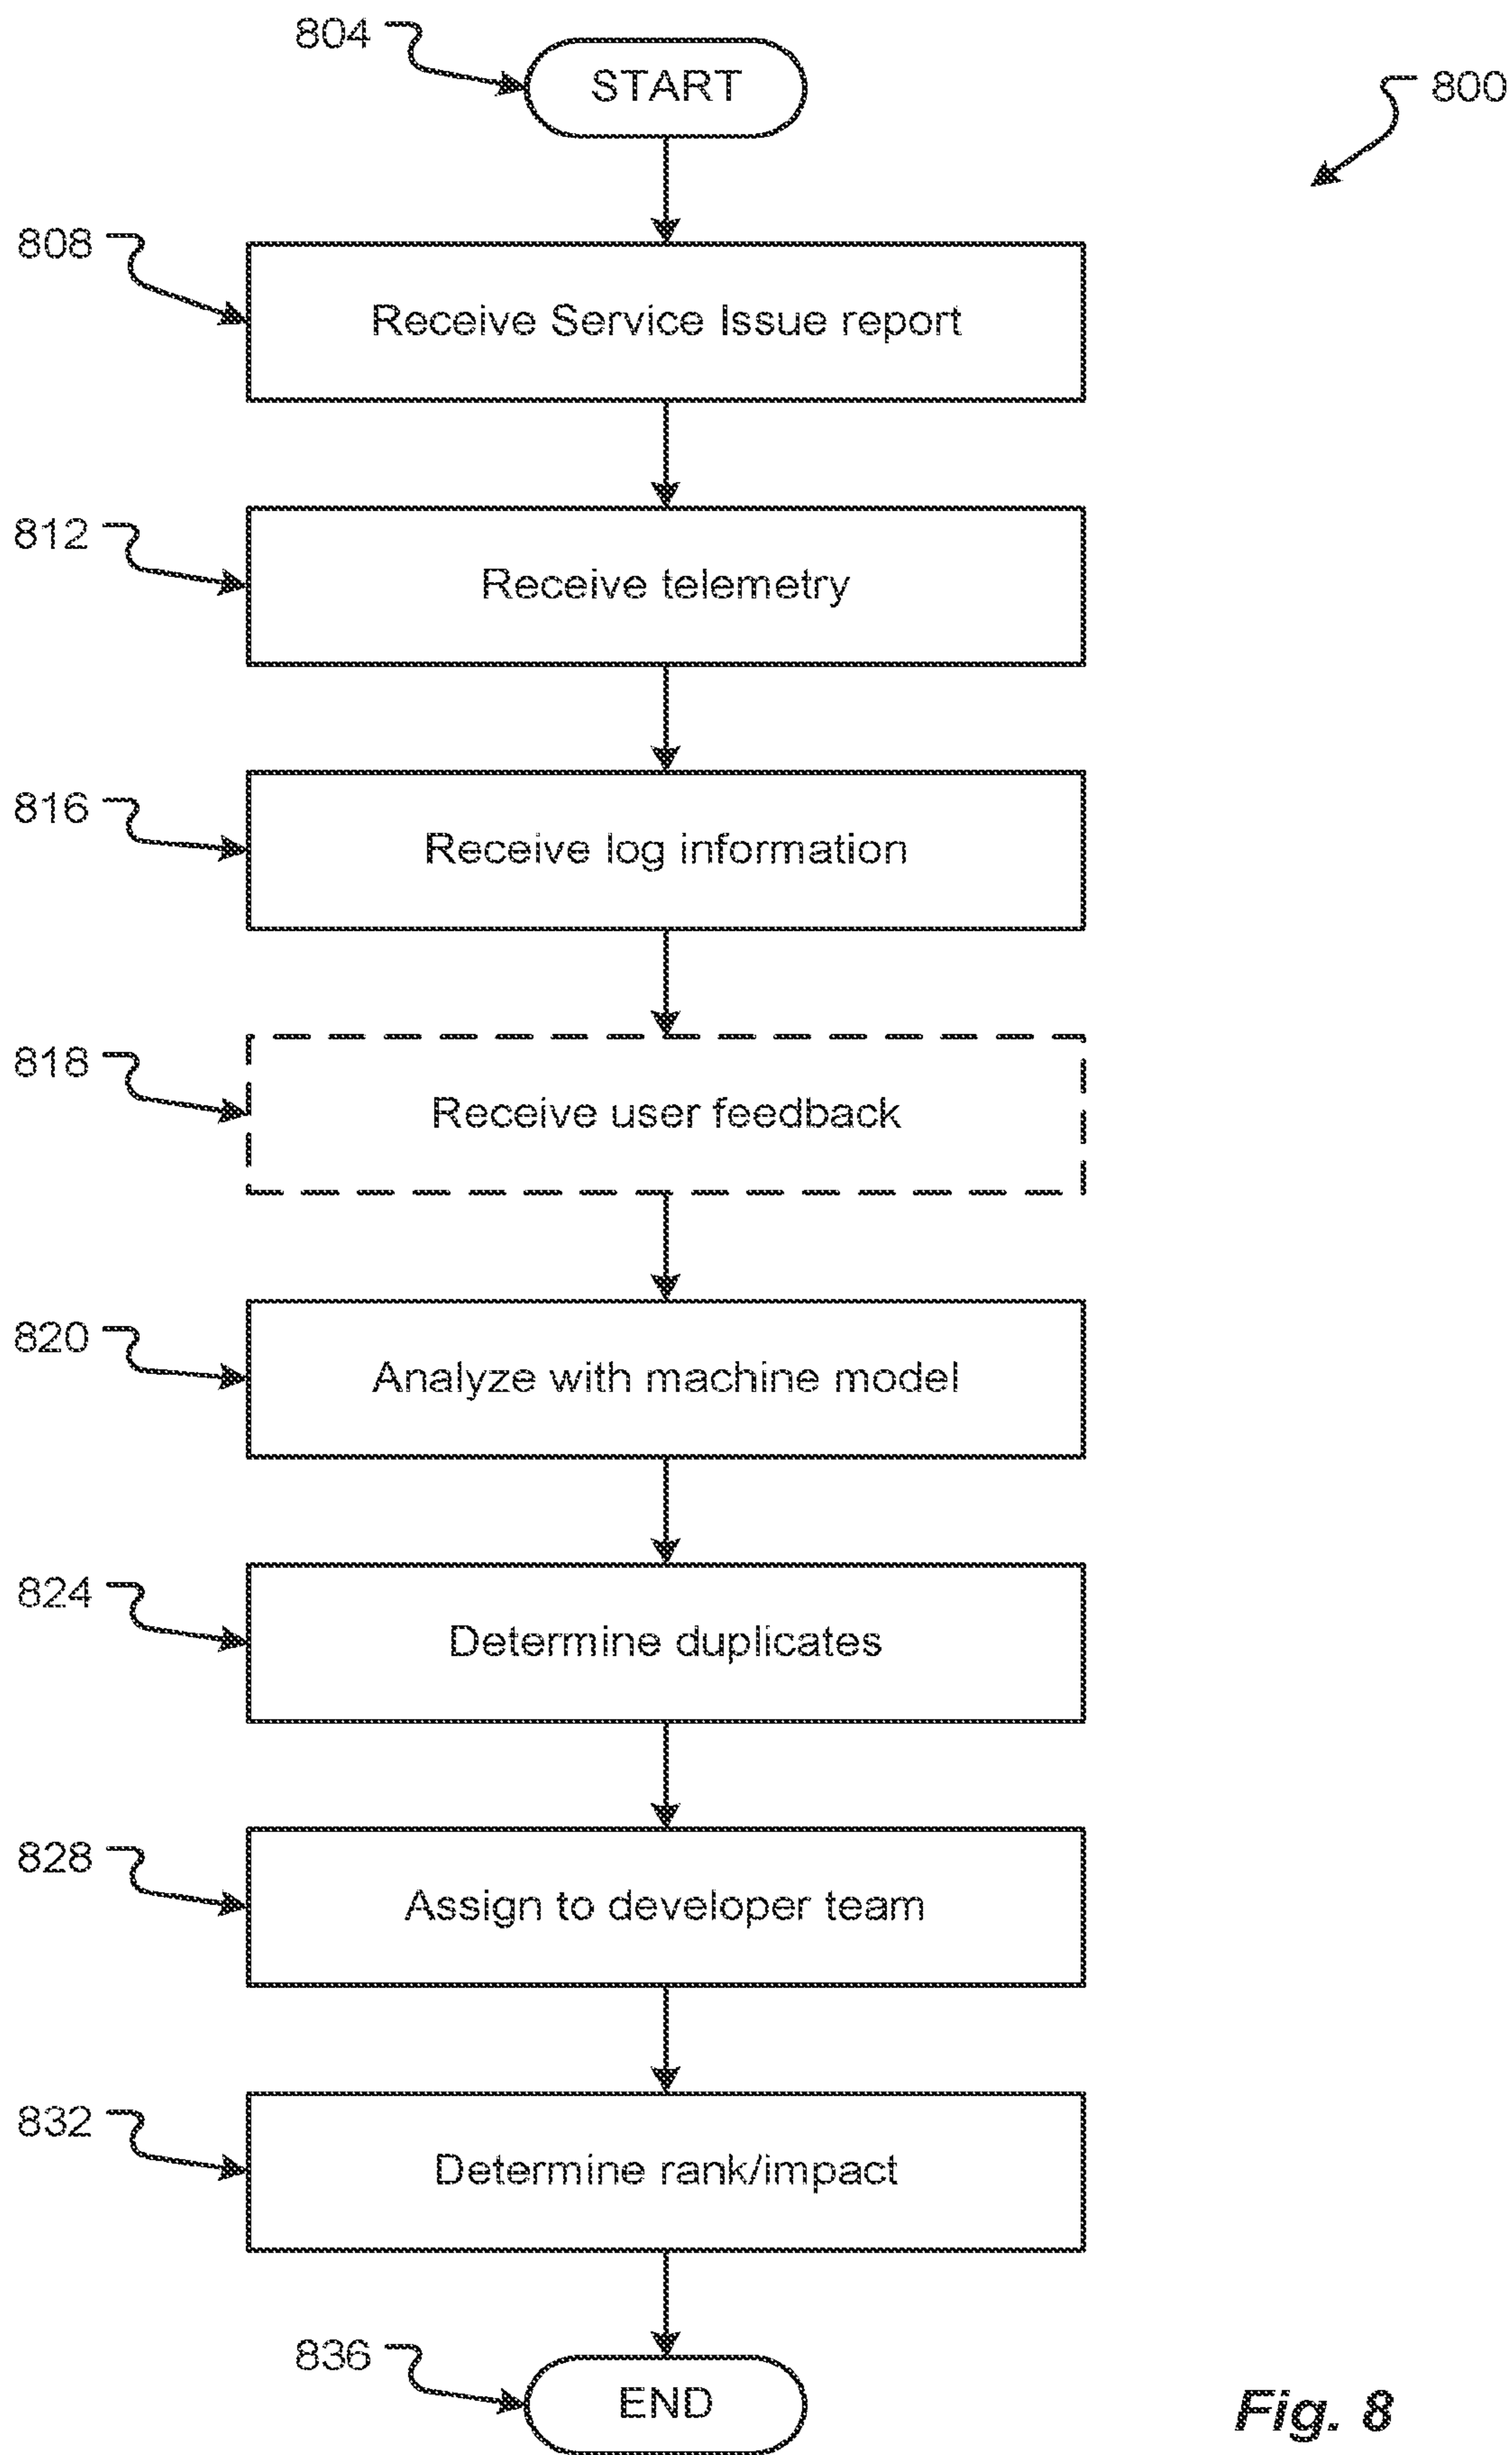 804
START
800
808
Receive Service Issue report
812
Receive telemetry
816
Receive log information
818
Receive user feedback
820
Analyze with machine model
824
Determine duplicates
828
Assign to developer team
832
Determine rank/impact
836
END
Fig. 8